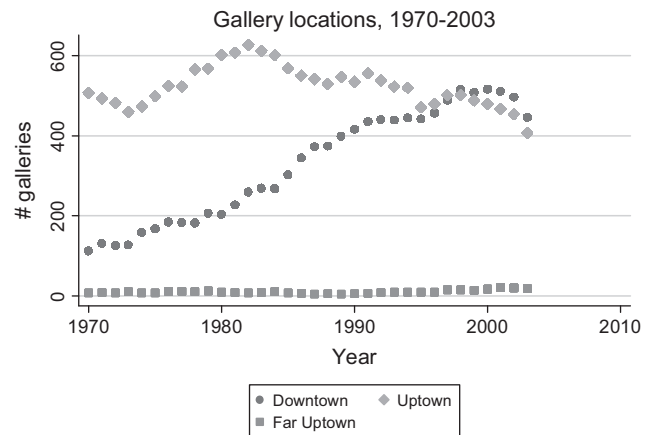 Gallery locations, 1970-2003
# galleries
600
400
200
0
1970 1980 1990 2000 2010
Year
Downtown Uptown
Far Uptown